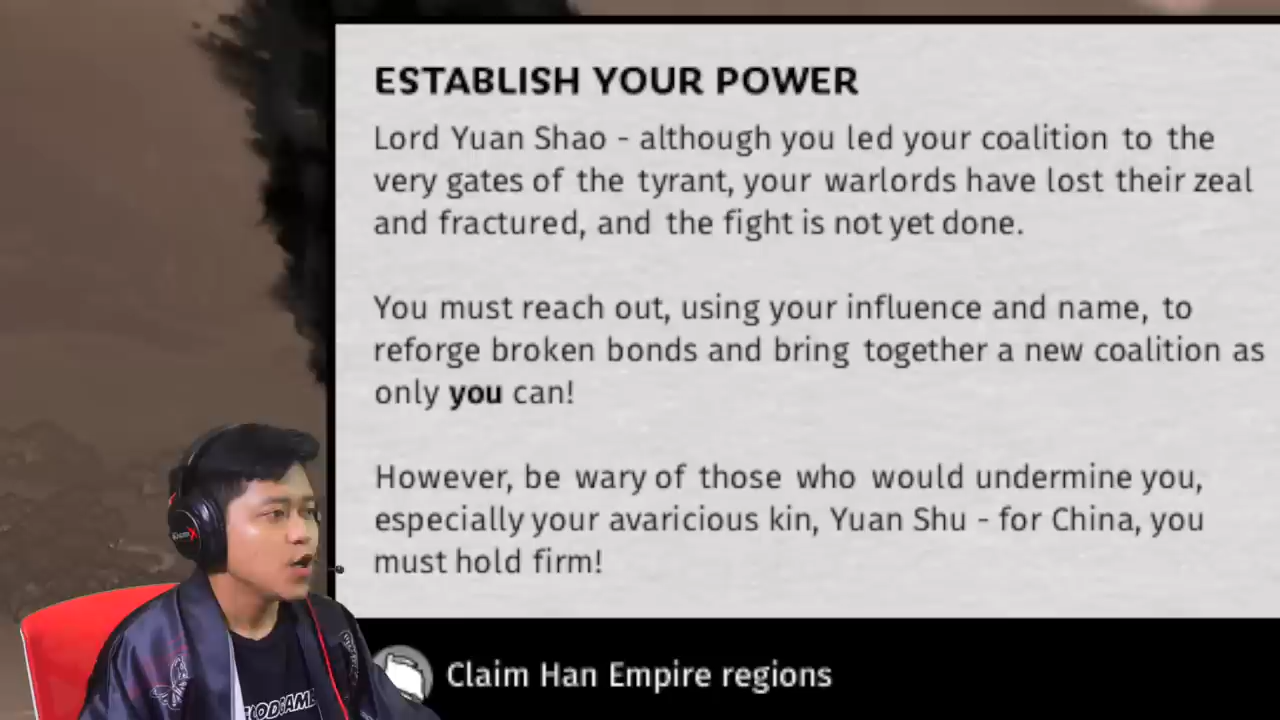 ESTABLISH YOUR POWER
Lord Yuan Shao - although you led your coalition to the
very gates of the tyrant, your warlords have lost their zeal
and fractured, and the fight is not yet done.
You must reach out, using your influence and name, to
reforge broken bonds and bring together a new coalition as
only you can!
However, be wary of those who would undermine you,
especially your avaricious kin, Yuan Shu - for China, you
must hold firm!
Claim Han Empire regions